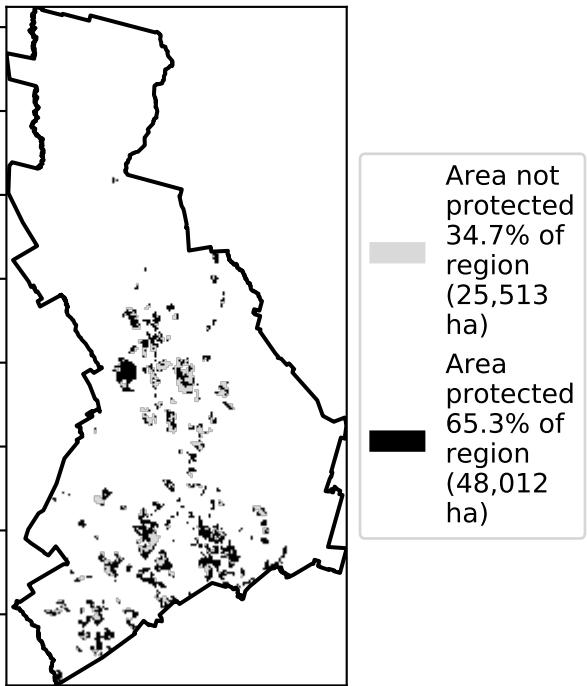 Area not
protected
34.7% of
region
(25,513
ha)
Area
protected
65.3% of
region
(48,012
ha)